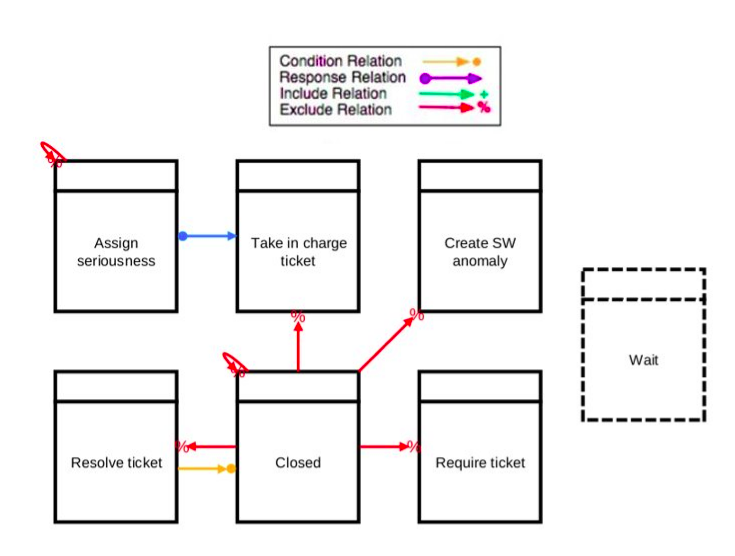 Condition Relation
Response Relation
Include Relation
+
Exclude Relation
%
%
Assign
seriousness
Take in charge
ticket
Create SW
anomaly
%
%
Wait
%
%
%
Resolve ticket
Closed
Require ticket